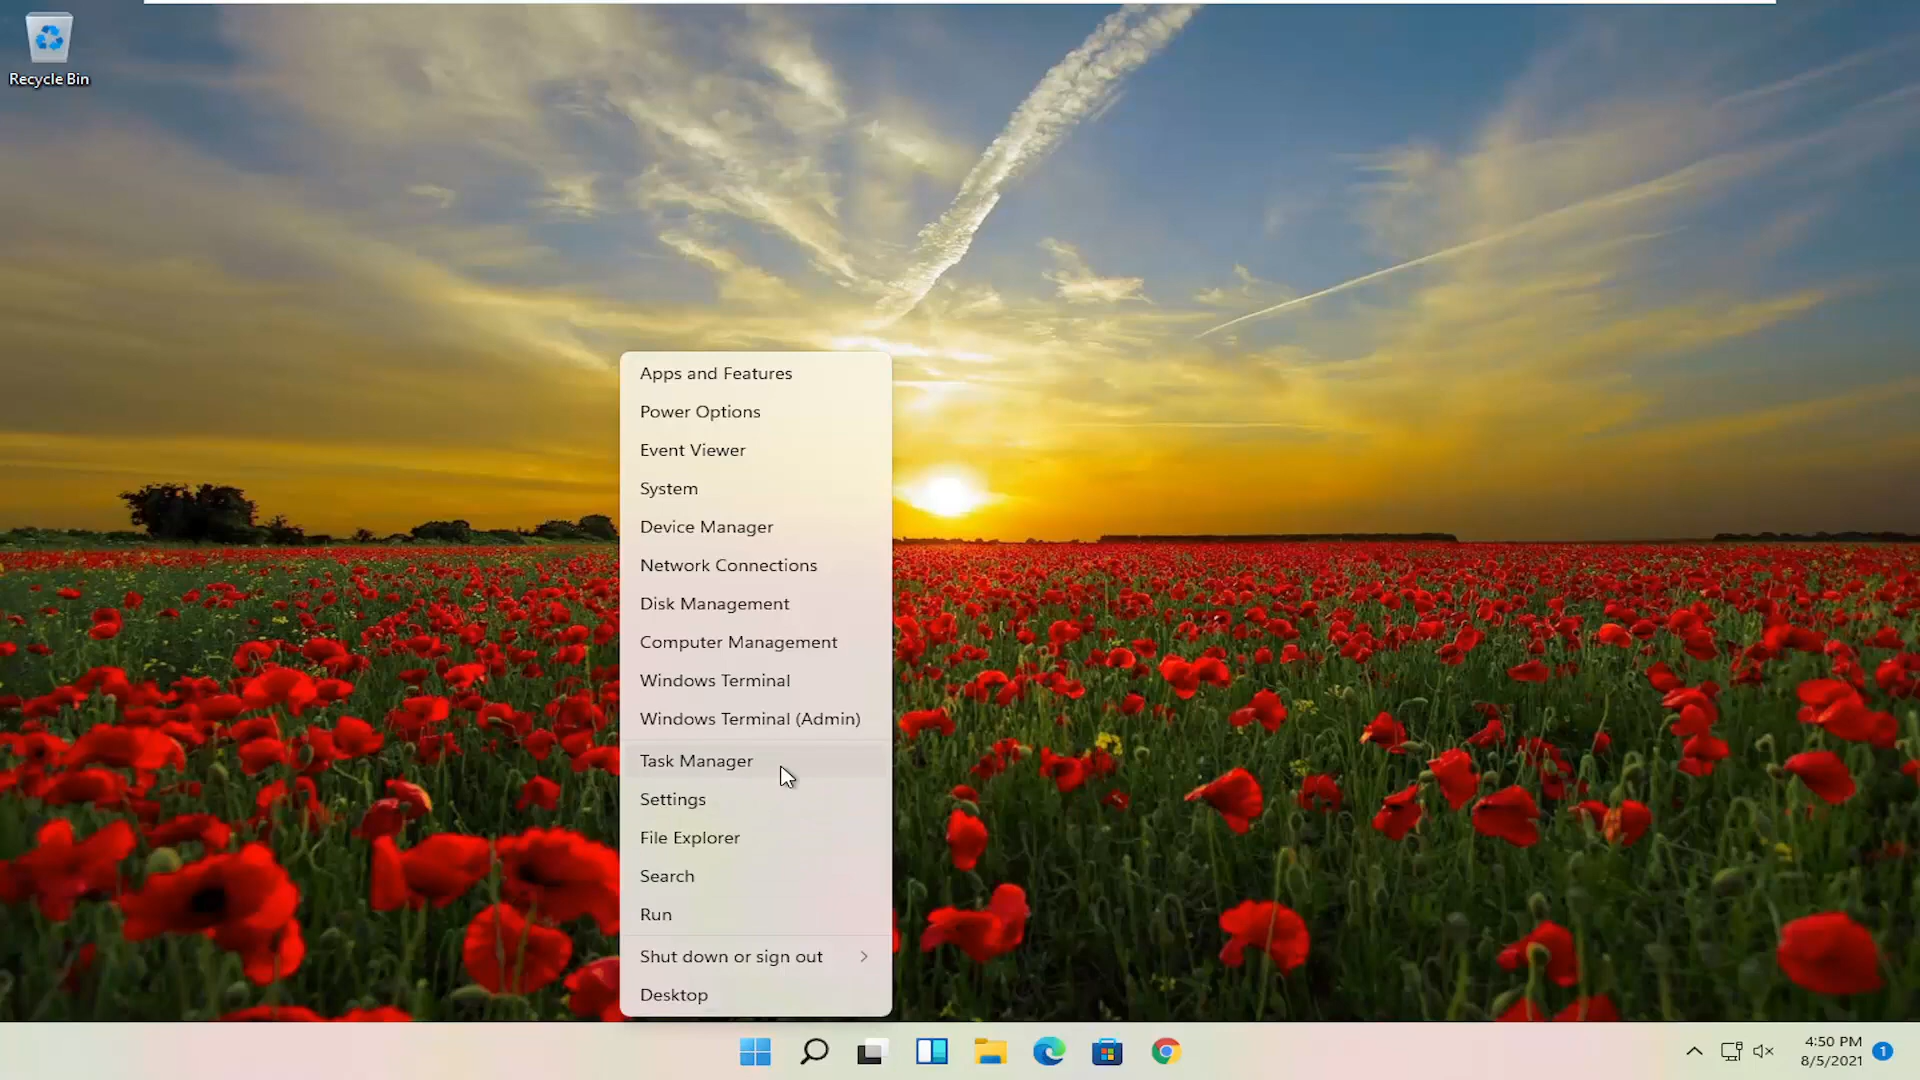 Recycle Bin
Apps and Features
Power Options
Event Viewer
System
Device Manager
Network Connections
Disk Management
Computer Management
Windows Terminal
Windows Terminal (Admin)
Task Manager
Settings
File Explorer
Search
Run
Shut down or sign out
Desktop
4:50 PM
8/5/2021
1